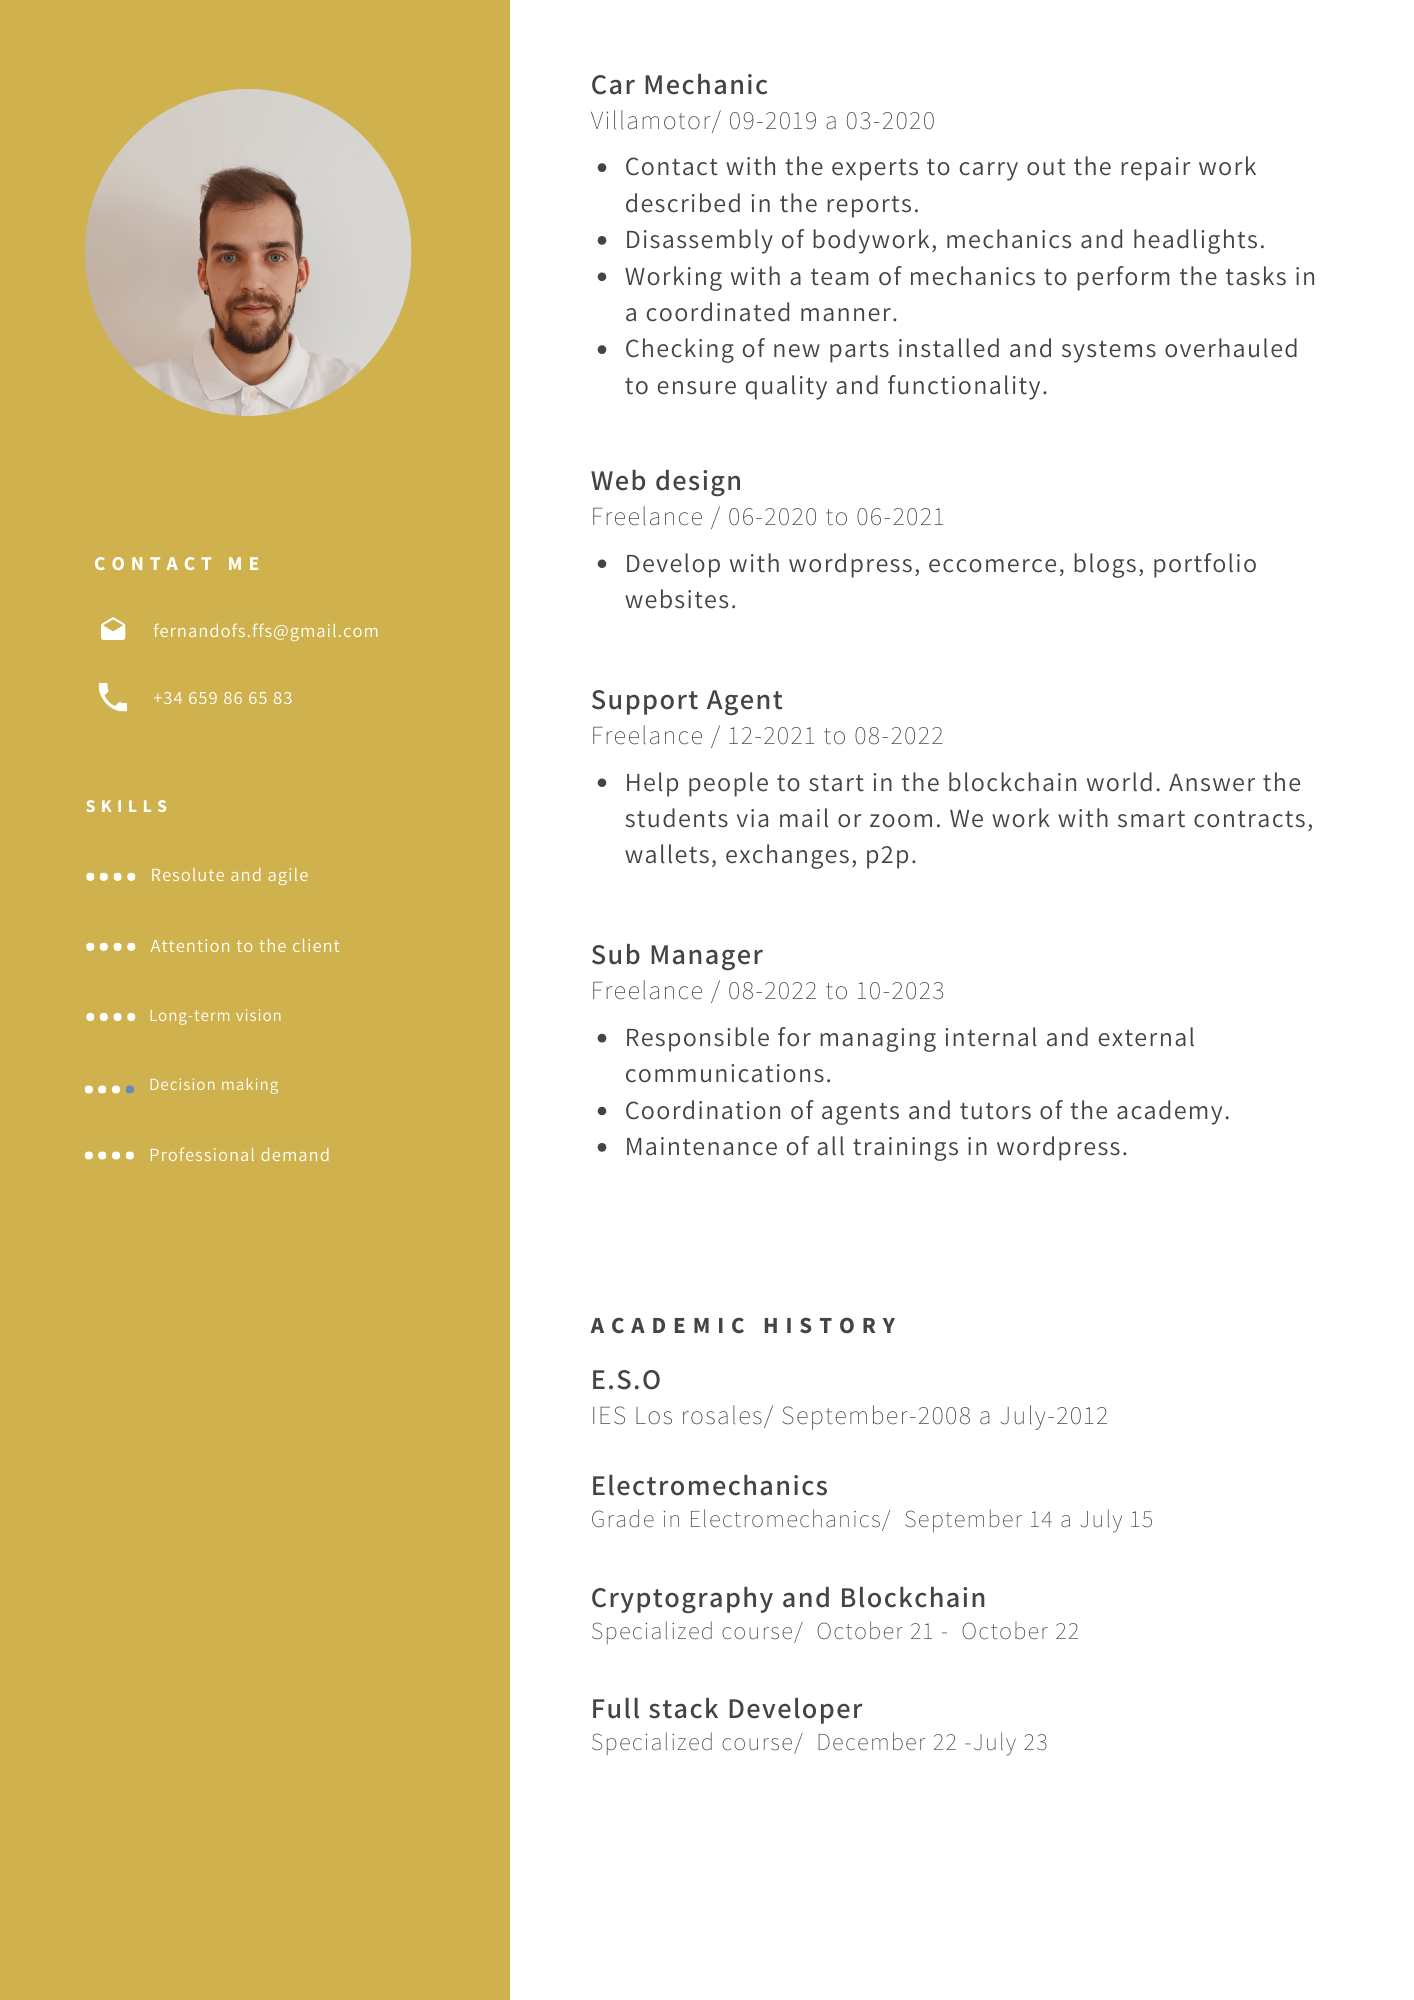 CONTACT ME
fernandofs.ffs@gmail.com
+34 659 86 65 83
SKILLS
Resolute and agile
Attention to the client
Long-term vision
Decision making
Professional demand
Car Mechanic
Villamotor/ 09-2019 a 03-2020
• Contact with the experts to carry out the repair work
described in the reports.
• Disassembly of bodywork, mechanics and headlights.
• Working with a team of mechanics to perform the tasks in
a coordinated manner.
• Checking of new parts installed and systems overhauled
to ensure quality and functionality.
Web design
Freelance / 06-2020 to 06-2021
• Develop with wordpress, eccomerce, blogs, portfolio
websites.
Support Agent
Freelance / 12-2021 to 08-2022
• Help people to start in the blockchain world. Answer the
students via mail or zoom. We work with smart contracts,
wallets, exchanges, p2p.
Sub Manager
Freelance / 08-2022 to 10-2023
• Responsible for managing internal and external
communications.
• Coordination of agents and tutors of the academy.
• Maintenance of all trainings in wordpress.
ACADEMIC HISTORY
E.S.O
IES Los rosales/ September-2008 a July-2012
Electromechanics
Grade in Electromechanics/ September 14 a July 15
Cryptography and Blockchain
Specialized course/ October 21 - October 22
Full stack Developer
Specialized course/ December 22 -July 23